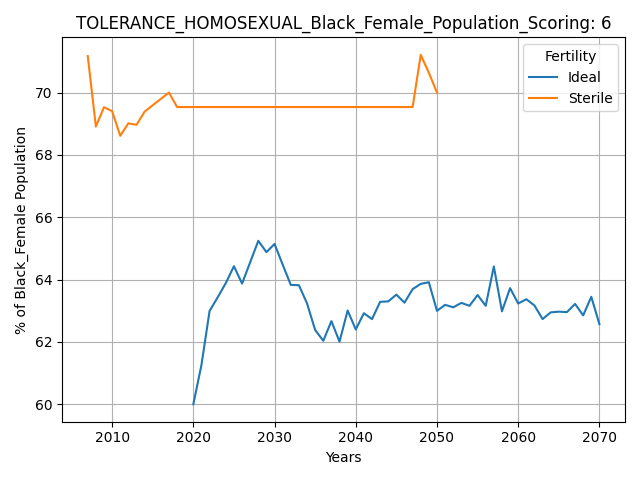 TOLERANCE_HOMOSEXUAL_Black_Female_Population_Scoring: 6
Fertility
Ideal
Sterile
% of Black_Female Population
70
68
66
64
62
60
2010 2020 2030 2040 2050 2060 2070
Years